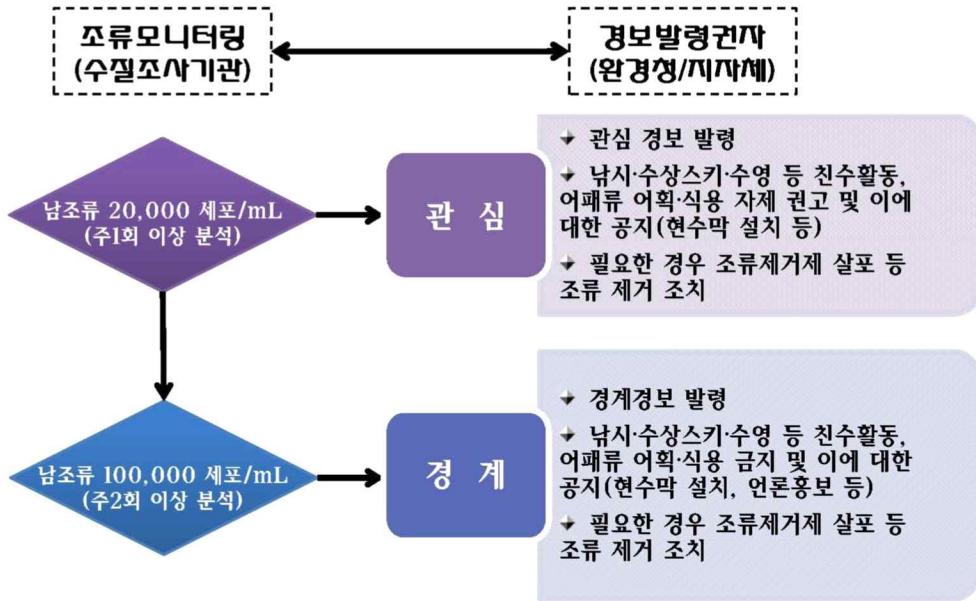 조류모니터링
(수질조사기관)
경보발령권자
(환경청/지자체)
남조류 20,000 세포/mL
(주1회 이상 분석)
관 심
관심 경보 발령
낚시·수상스키·수영 등 친수활동,
어패류 어획·식용 자제 권고 및 이에
대한 공지(현수막 설치 등)
필요한 경우 조류제거제 살포 등
조류 제거 조치
남조류 100,000 세포/mL
(주2회 이상 분석)
경 계
경계경보 발령
낚시·수상스키·수영 등 친수활동,
어패류 어획·식용 금지 및 이에 대한
공지(현수막 설치, 언론홍보 등)
필요한 경우 조류제거제 살포 등
조류 제거 조치